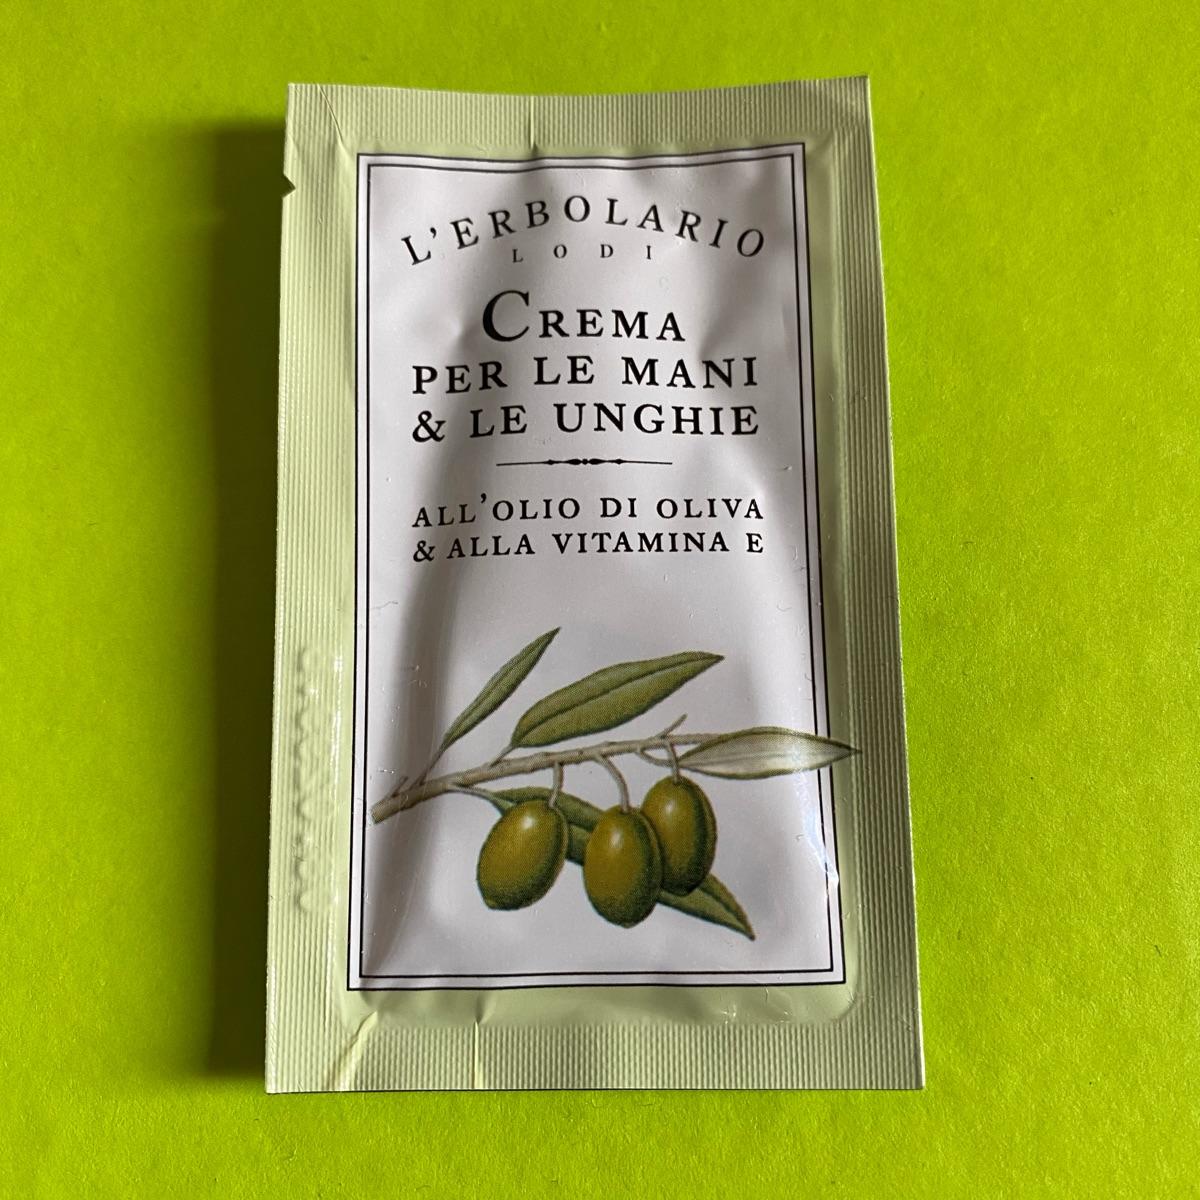 L'ERBOLARIO
LODI
CREMA
PER LE MANI
& LE UNGHIE
ALL'OLIO DI OLIVA
& ALLA VITAMINA E